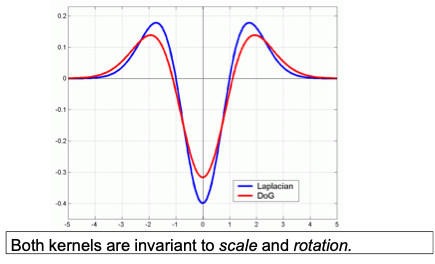 0.2
0.1
0
-0.1
-0.2
-0.3
-0.4
Laplacian
DoG
-5 -4 -3 -2 -1 0 1 2 3 4 5
Both kernels are invariant to scale and rotation.